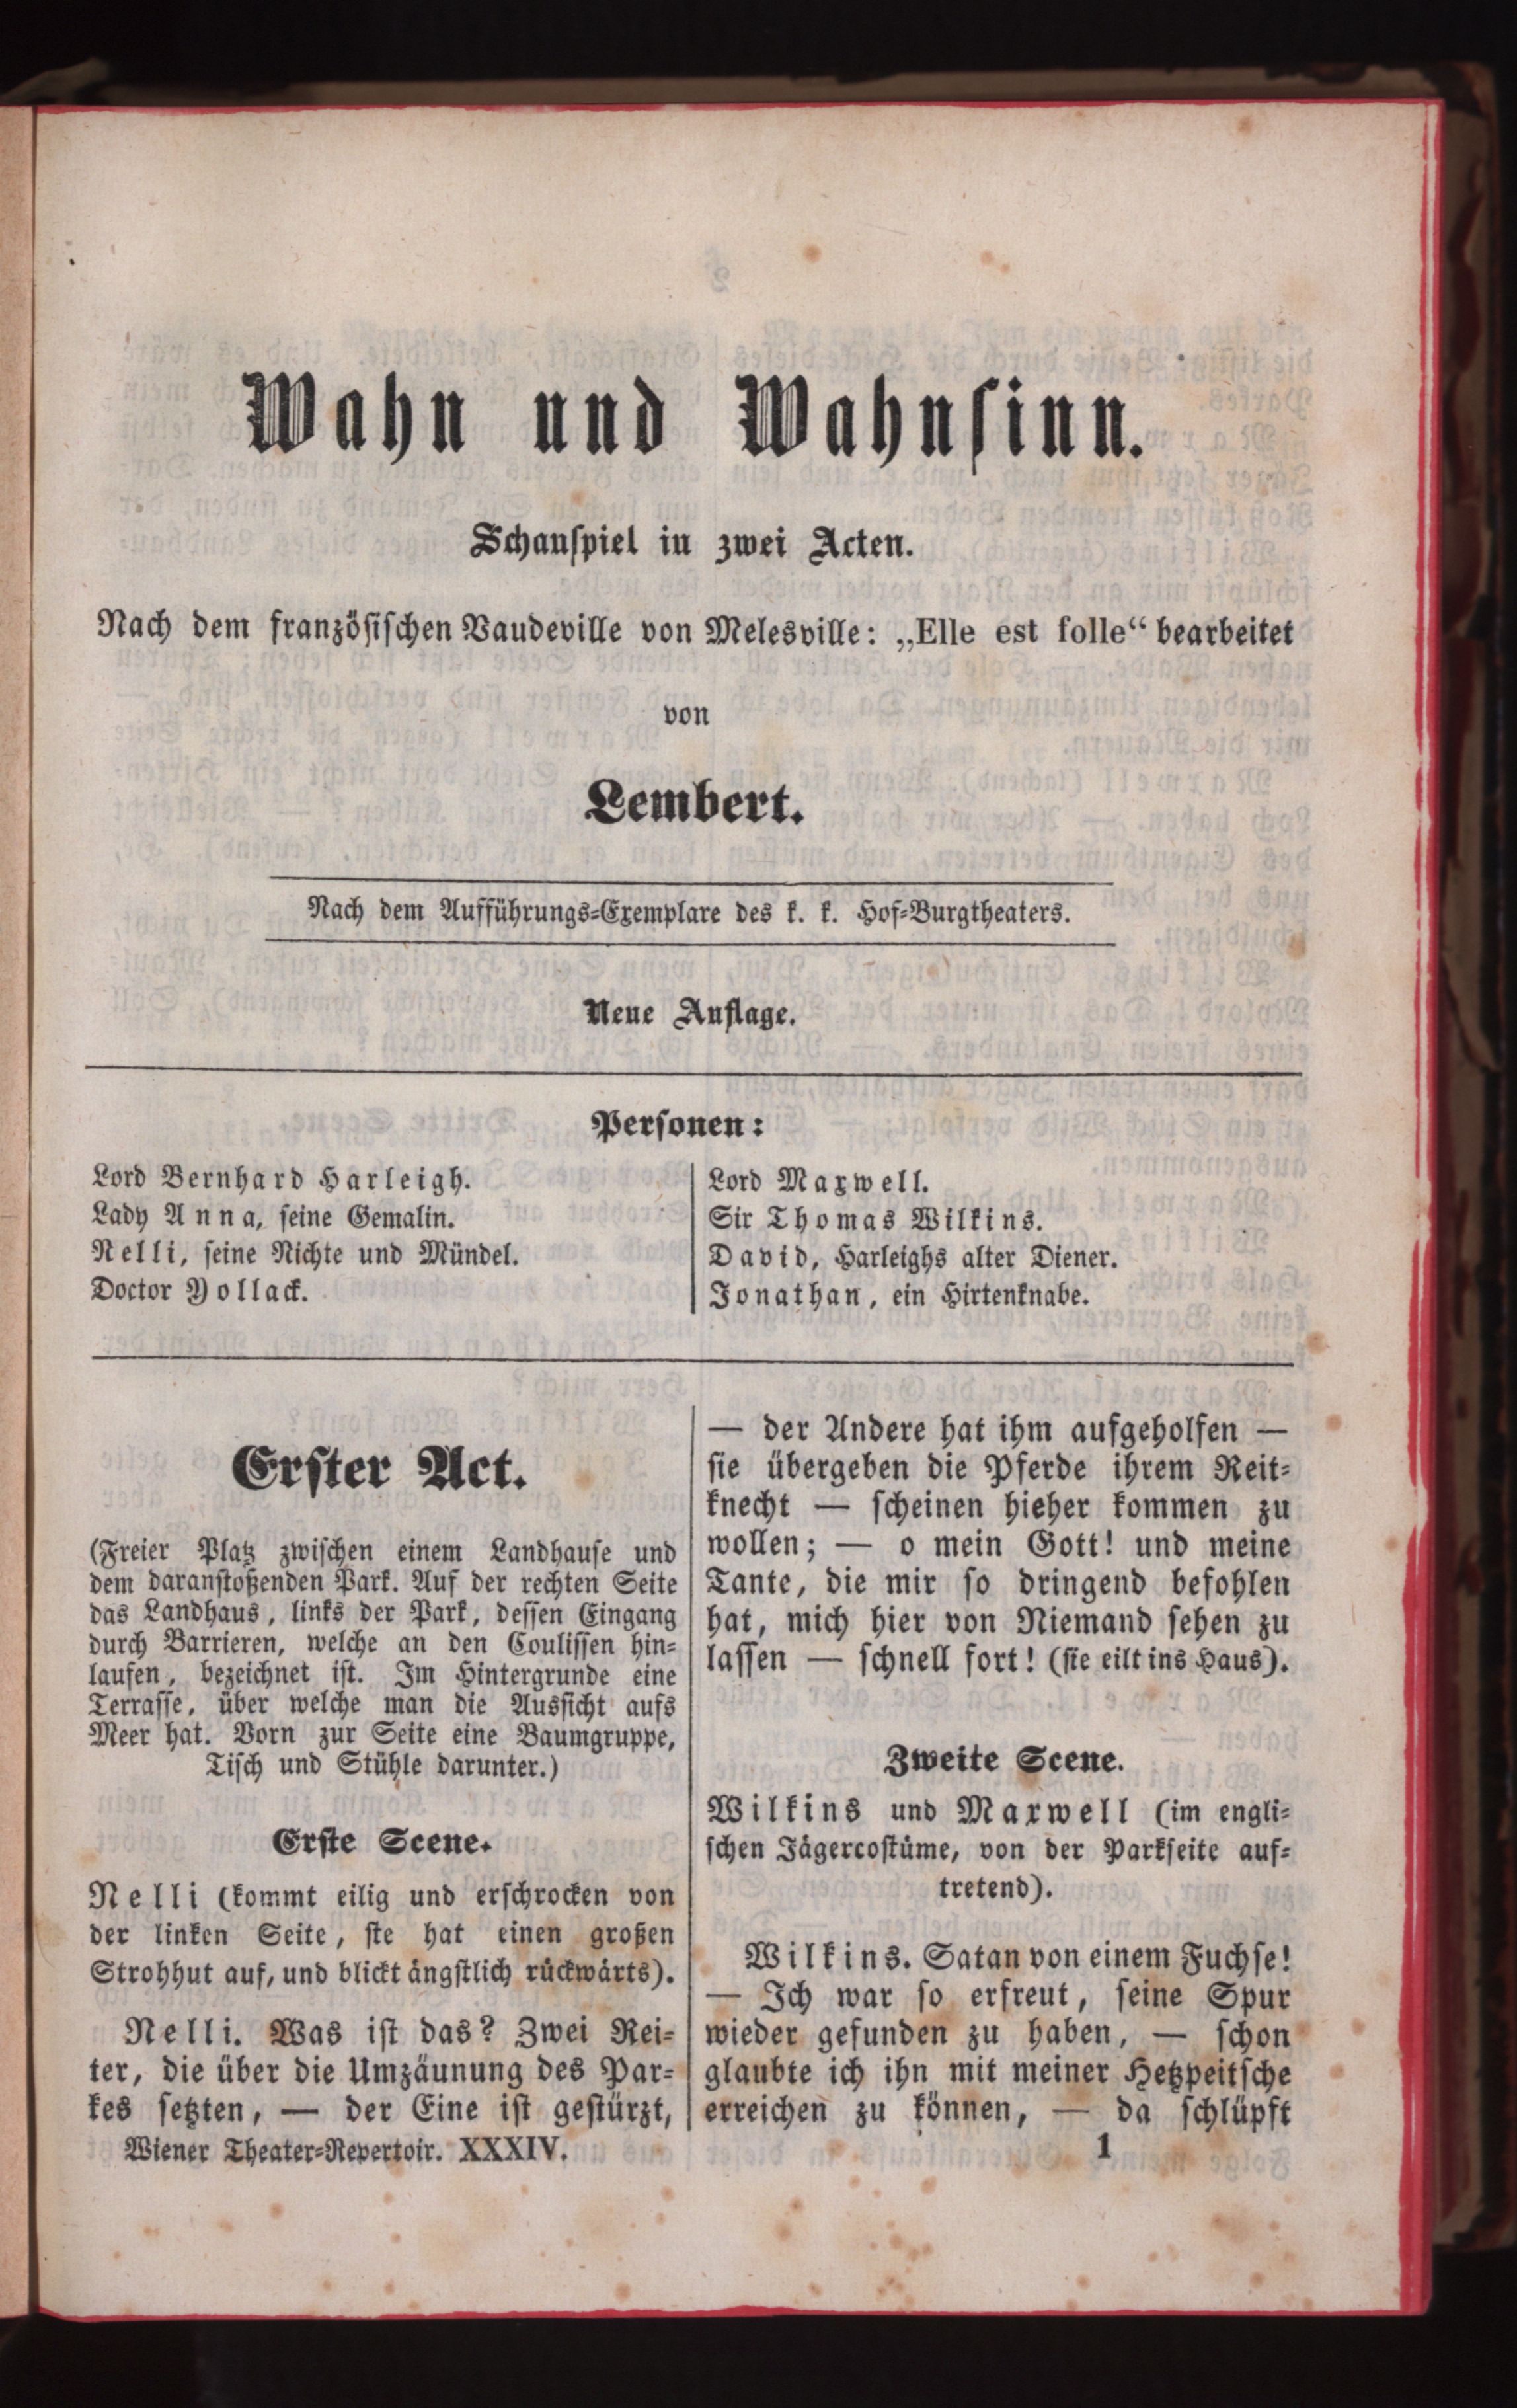 Wahn und Wahnsinn.
Schauspiel in zwei Acten.
Nach dem französischen Vaudeville von Melesville: „Elle est folle“ bearbeitet
von
Lembert.
Nach dem Aufführungs-Exemplare des k. k. Hof-Burgtheaters.
Neue Auflage.
Personen:
Lord Bernhard Harleigh.
Lady Anna, seine Gemalin.
Nelli, seine Nichte und Mündel.
Doctor Yollack.
Lord Maxwell.
Sir Thomas Wilkins.
David, Harleighs alter Diener.
Jonathan, ein Hirtenknabe.
Erster Act.
(Freier Platz zwischen einem Landhause und
dem daranstoßenden Park. Auf der rechten Seite
das Landhaus, links der Park, dessen Eingang
durch Barrieren, welche an den Coulissen hin-
laufen, bezeichnet ist. Im Hintergrunde eine
Terrasse, über welche man die Aussicht aufs
Meer hat. Vorn zur Seite eine Baumgruppe,
Tisch und Stühle darunter.)
Erste Scene.
Nelli (kommt eilig und erschrocken von
der linken Seite, sie hat einen großen
Strohhut auf, und blickt ängstlich rückwärts).
Nelli. Was ist das? Zwei Rei-
ter, die über die Umzäunung des Par-
kes setzten, — der Eine ist gestürzt,
— der Andere hat ihm aufgeholfen —
sie übergeben die Pferde ihrem Reit-
knecht — scheinen hieher kommen zu
wollen; — o mein Gott! und meine
Tante, die mir so dringend befohlen
hat, mich hier von Niemand sehen zu
lassen — schnell fort! (sie eilt ins Haus).
Zweite Scene.
Wilkins und Maxwell (im engli-
schen Jägercostüme, von der Parkseite auf-
tretend).
Wilkins. Satan von einem Fuchse!
— Ich war so erfreut, seine Spur
wieder gefunden zu haben, — schon
glaubte ich ihn mit meiner Hetzpeitsche
erreichen zu können, — da schlüpft
Wiener Theater-Repertoir. XXXIV.
1